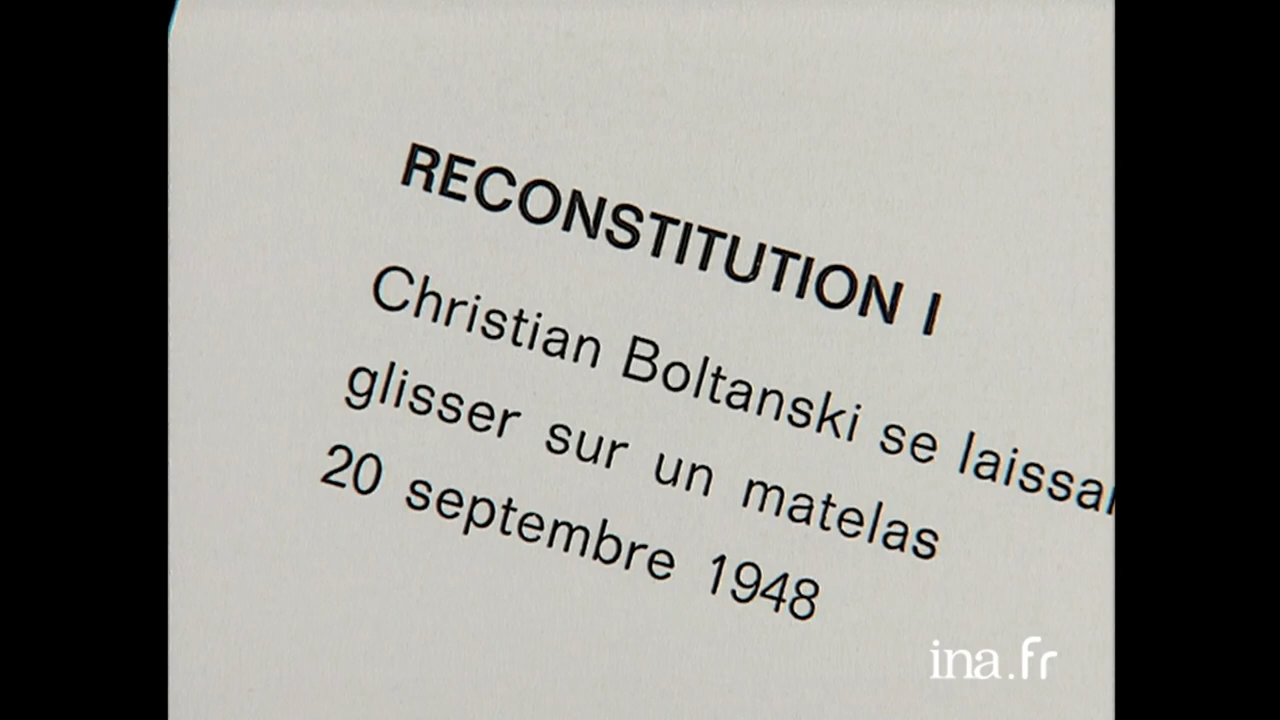 RECONSTITUTION I
Christian Boltanski se laissa
glisser sur un matelas
20 septembre 1948
ina.fr